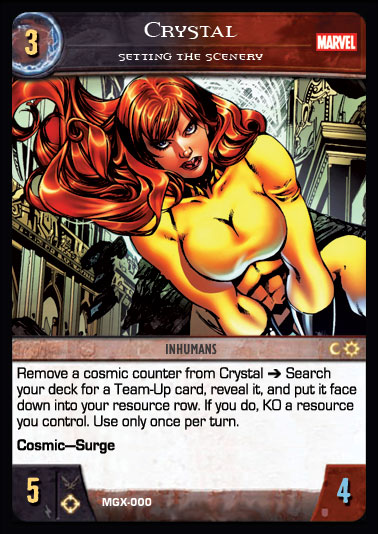 3
CRYSTAL
MARVEL
SETTING THE SCENERY
INHUMANS
Remove a cosmic counter from Crystal ➔ Search
your deck for a Team-Up card, reveal it, and put it face
down into your resource row. If you do, KO a resource
you control. Use only once per turn.
Cosmic—Surge
5
MGX-000
4